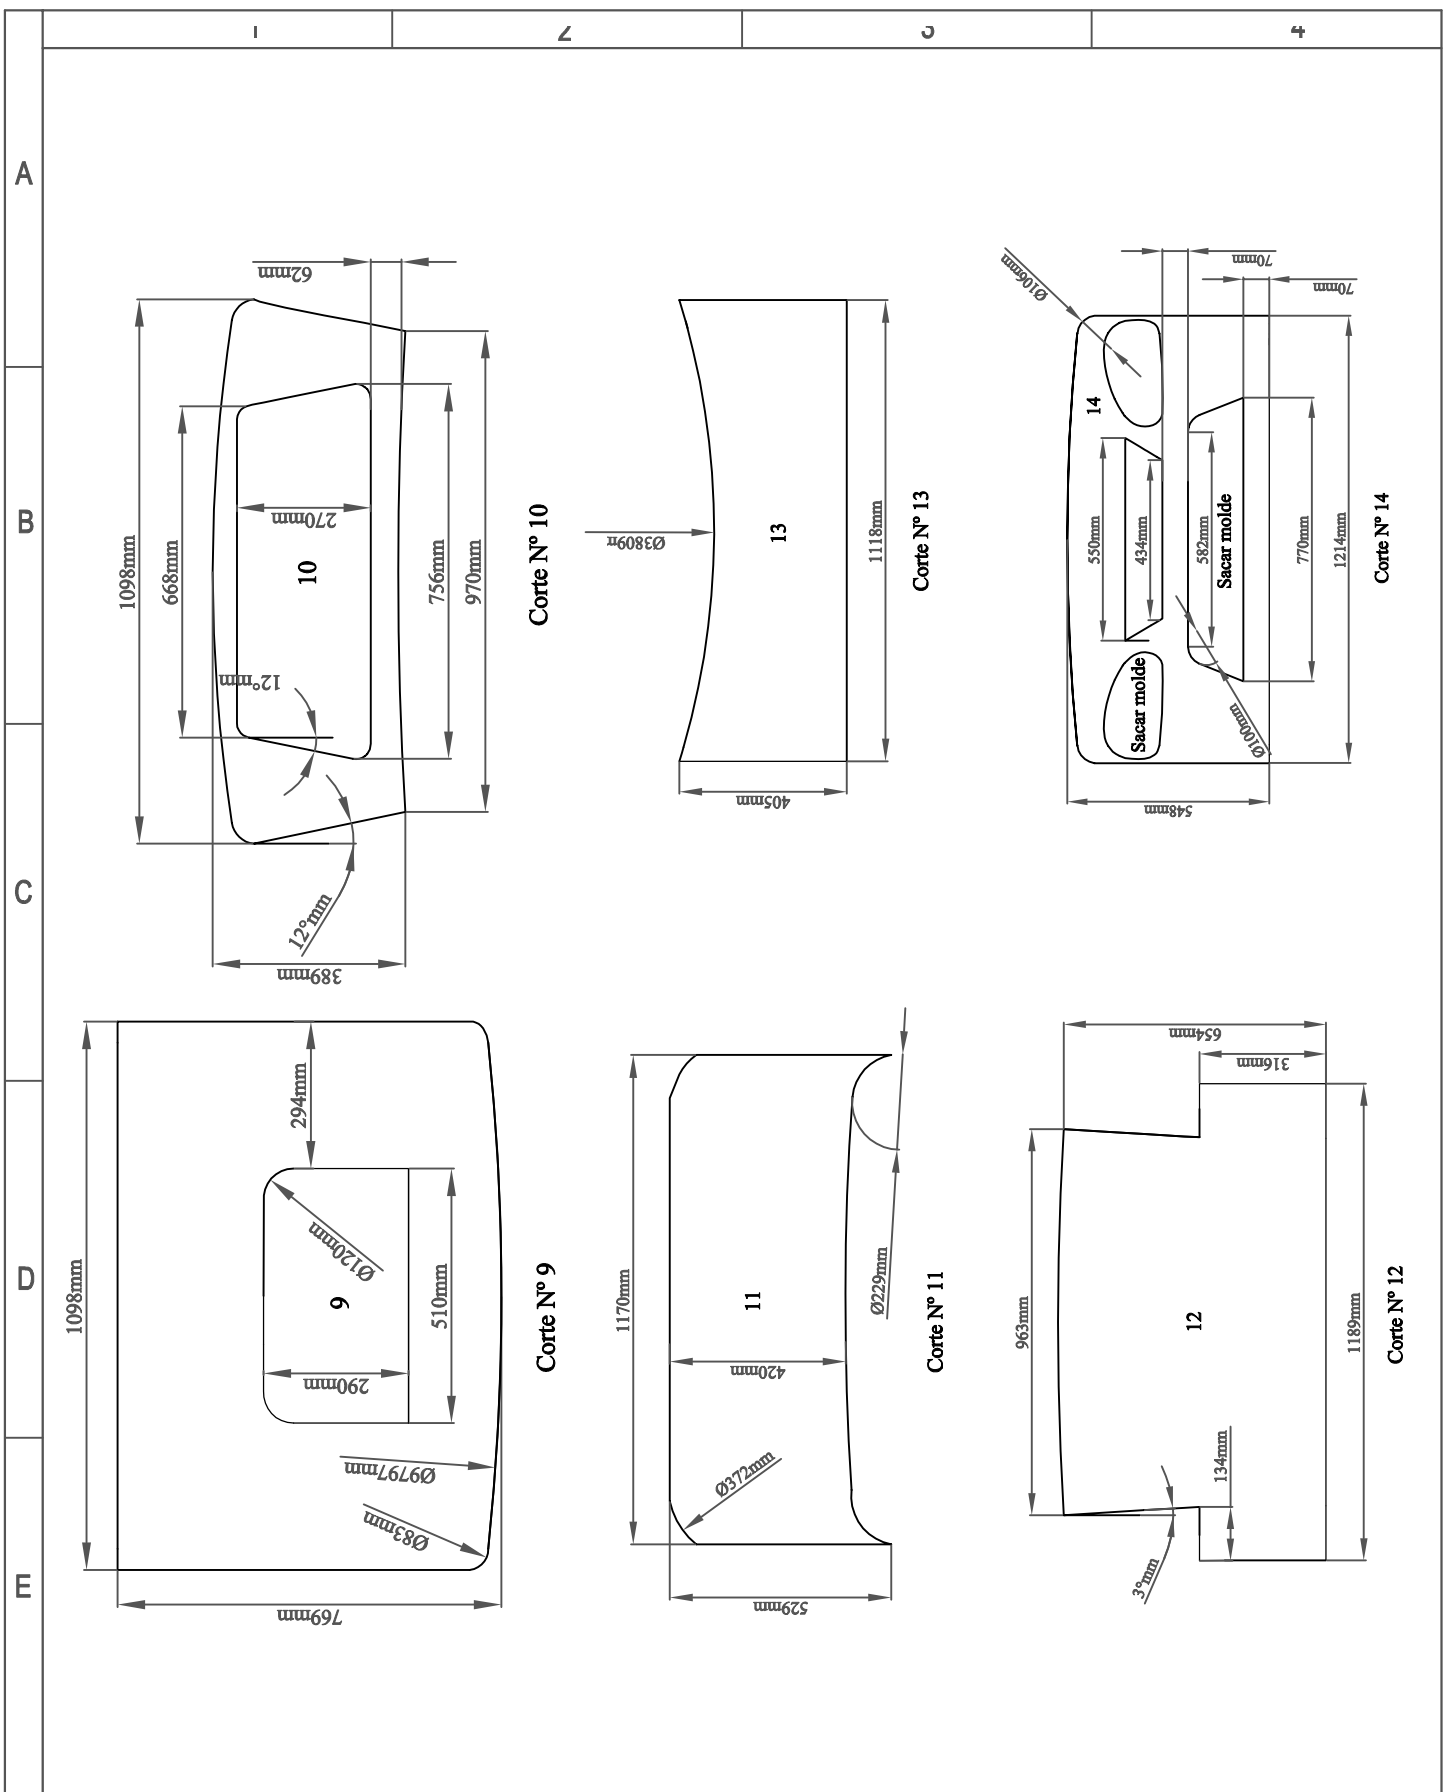 1
2
3
4
A
B
C
D
E
62mm
1098mm
668mm
270mm
10
756mm
970mm
12°mm
12°mm
389mm
Corte Nº 10
Ø3809m
13
1118mm
405mm
Corte Nº 13
Ø106mm
70mm
70mm
14
550mm
434mm
582mm
Sacar molde
770mm
1214mm
Sacar molde
Ø100mm
548mm
Corte Nº 14
1098mm
294mm
Ø120mm
9
510mm
290mm
Ø9797mm
Ø83mm
769mm
Corte Nº 9
1170mm
11
Ø229mm
420mm
Ø372mm
529mm
Corte Nº 11
654mm
316mm
963mm
12
1189mm
134mm
3°mm
Corte Nº 12